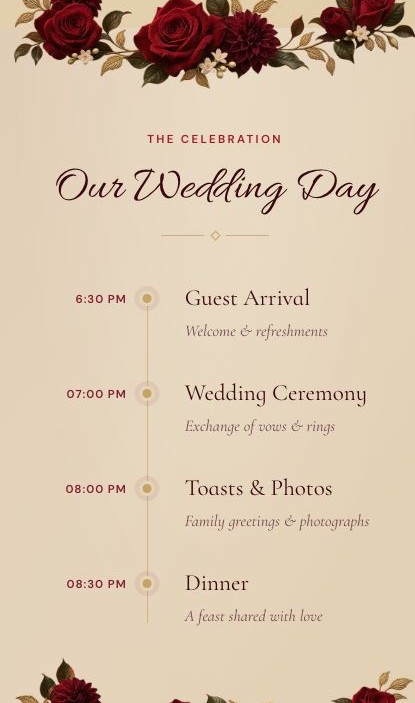 THE CELEBRATION
Our Wedding Day
6:30 PM Guest Arrival
Welcome & refreshments
07:00 PM Wedding Ceremony
Exchange of vows & rings
08:00 PM Toasts & Photos
Family greetings & photographs
08:30 PM Dinner
A feast shared with love